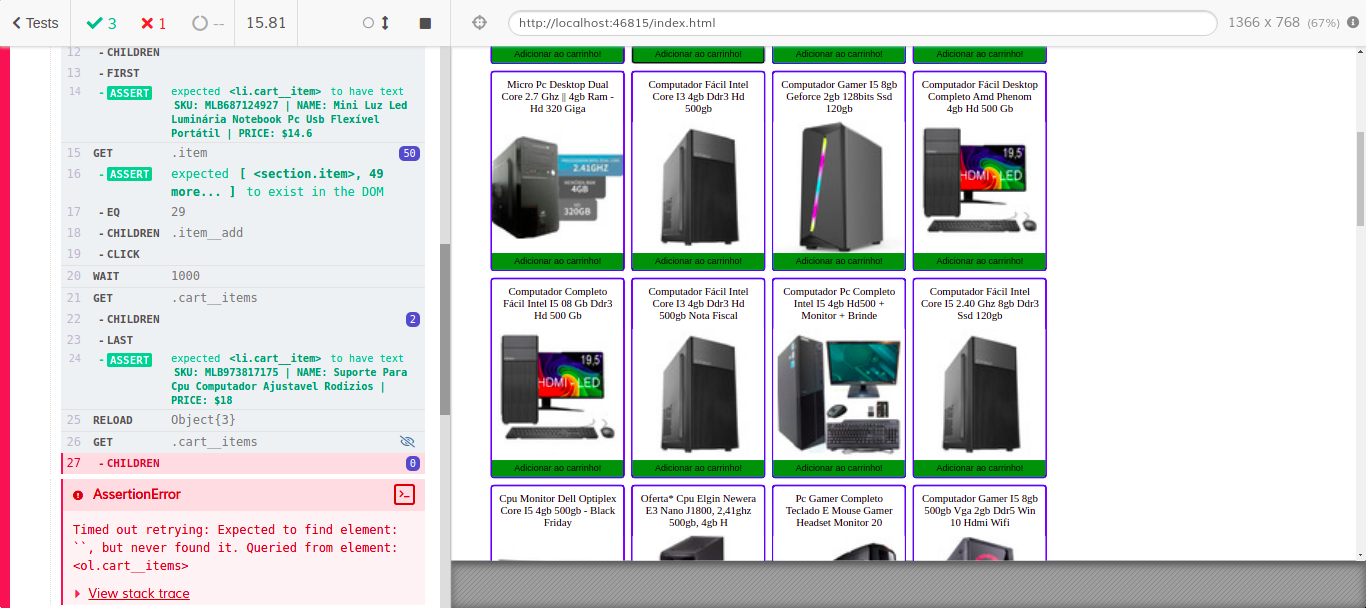 Tests
3
1
--
15.81
http://localhost:46815/index.html
1366 x 768 (67%)
12 - CHILDREN
13 - FIRST
14 - ASSERT expected <li.cart__item> to have text
SKU: MLB687124927 | NAME: Mini Luz Led
Luminária Notebook Pc Usb Flexível
Portátil | PRICE: $14.6
15 GET .item 50
16 - ASSERT expected [ <section.item>, 49
more... ] to exist in the DOM
17 - EQ 29
18 - CHILDREN .item__add
19 - CLICK
20 WAIT 1000
21 GET .cart__items
22 - CHILDREN 2
23 - LAST
24 - ASSERT expected <li.cart__item> to have text
SKU: MLB973817175 | NAME: Suporte Para
Cpu Computador Ajustavel Rodizios |
PRICE: $18
25 RELOAD Object{3}
26 GET .cart__items
27 - CHILDREN 0
AssertionError
Timed out retrying: Expected to find element:
``, but never found it. Queried from element:
<ol.cart__items>
View stack trace
Adicionar ao carrinho! Adicionar ao carrinho! Adicionar ao carrinho! Adicionar ao carrinho!
Micro Pc Desktop Dual
Core 2.7 Ghz || 4gb Ram -
Hd 320 Giga
2.41GHZ
4GB
320GB
Adicionar ao carrinho!
Computador Fácil Intel
Core I3 4gb Ddr3 Hd
500gb
Adicionar ao carrinho!
Computador Gamer I5 8gb
Geforce 2gb 128bits Ssd
120gb
Adicionar ao carrinho!
Computador Fácil Desktop
Completo Amd Phenom
4gb Hd 500 Gb
19,5"
HDMI - LED
Adicionar ao carrinho!
Computador Completo
Fácil Intel I5 08 Gb Ddr3
Hd 500 Gb
19,5"
HDMI - LED
Adicionar ao carrinho!
Computador Fácil Intel
Core I3 4gb Ddr3 Hd
500gb Nota Fiscal
Adicionar ao carrinho!
Computador Pc Completo
Intel I5 4gb Hd500 +
Monitor + Brinde
Adicionar ao carrinho!
Computador Fácil Intel
Core I5 2.40 Ghz 8gb Ddr3
Ssd 120gb
Adicionar ao carrinho!
Cpu Monitor Dell Optiplex
Core I5 4gb 500gb - Black
Friday
Oferta* Cpu Elgin Newera
E3 Nano J1800, 2,41ghz
500gb, 4gb H
Pc Gamer Completo
Teclado E Mouse Gamer
Headset Monitor 20
Computador Gamer I5 8gb
500gb Vga 2gb Ddr5 Win
10 Hdmi Wifi